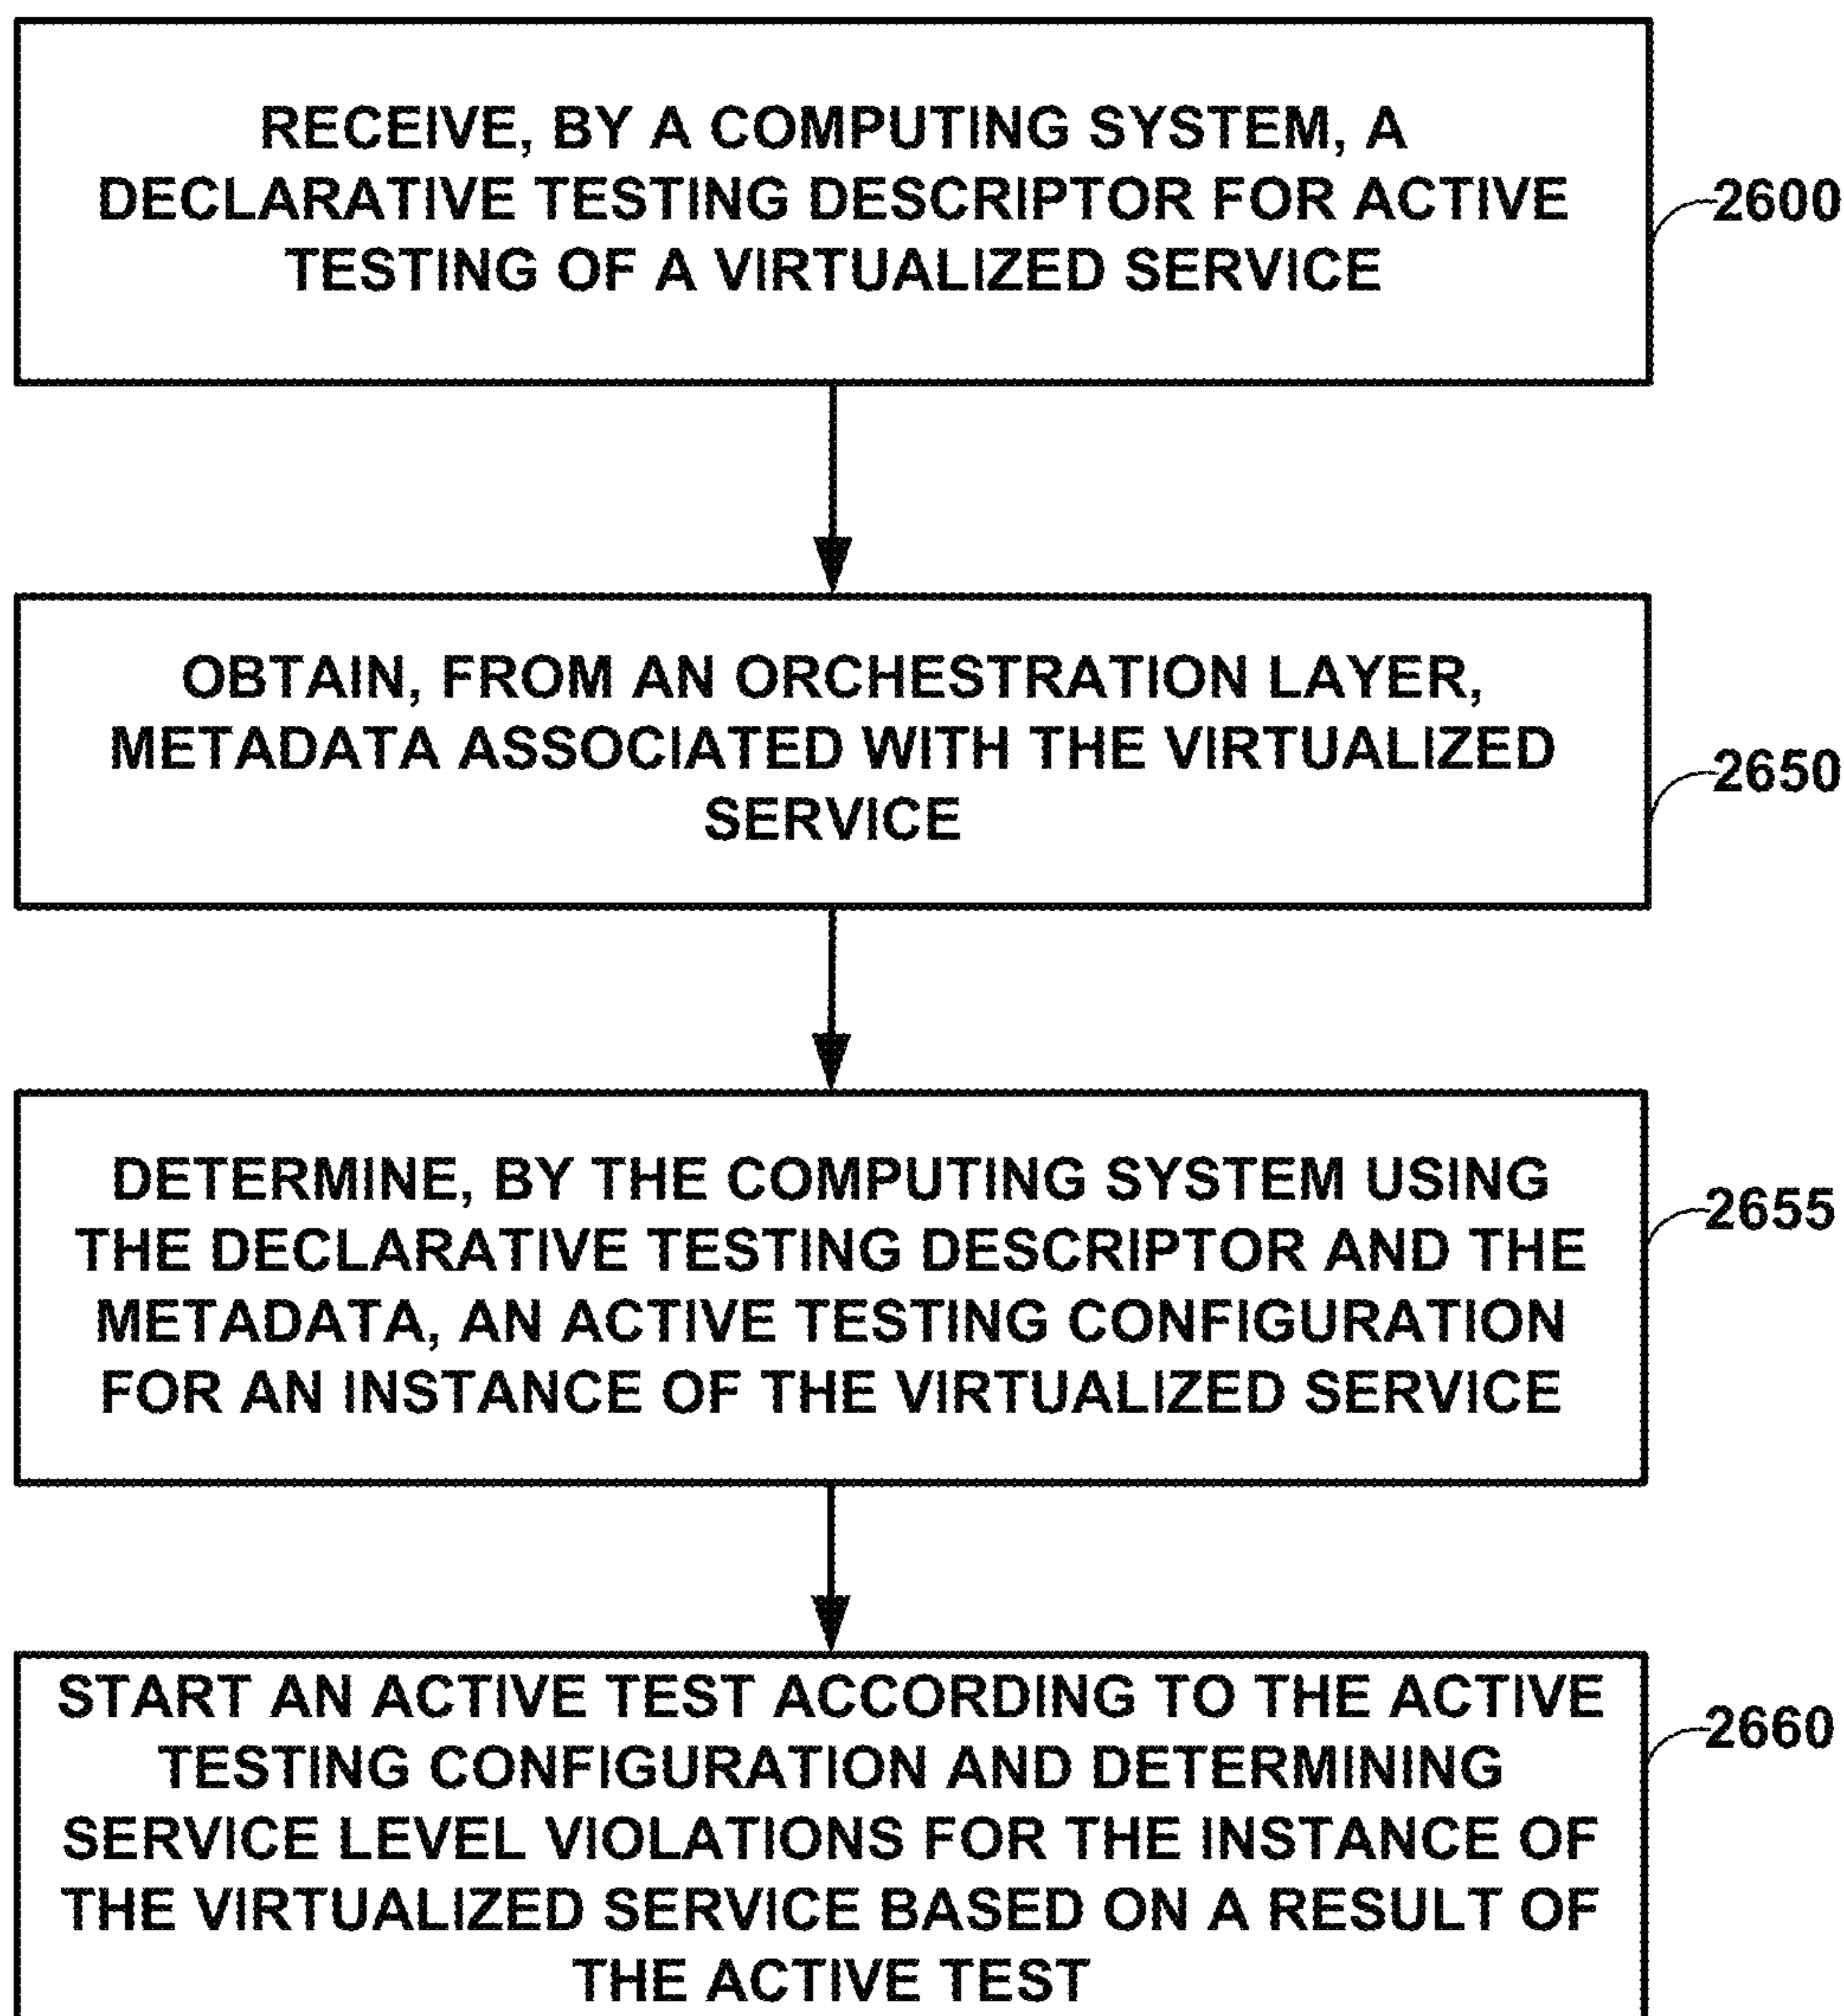 RECEIVE, BY A COMPUTING SYSTEM, A
DECLARATIVE TESTING DESCRIPTOR FOR ACTIVE
TESTING OF A VIRTUALIZED SERVICE
2600
OBTAIN, FROM AN ORCHESTRATION LAYER,
METADATA ASSOCIATED WITH THE VIRTUALIZED
SERVICE
2650
DETERMINE, BY THE COMPUTING SYSTEM USING
THE DECLARATIVE TESTING DESCRIPTOR AND THE
METADATA, AN ACTIVE TESTING CONFIGURATION
FOR AN INSTANCE OF THE VIRTUALIZED SERVICE
2655
START AN ACTIVE TEST ACCORDING TO THE ACTIVE
TESTING CONFIGURATION AND DETERMINING
SERVICE LEVEL VIOLATIONS FOR THE INSTANCE OF
THE VIRTUALIZED SERVICE BASED ON A RESULT OF
THE ACTIVE TEST
2660